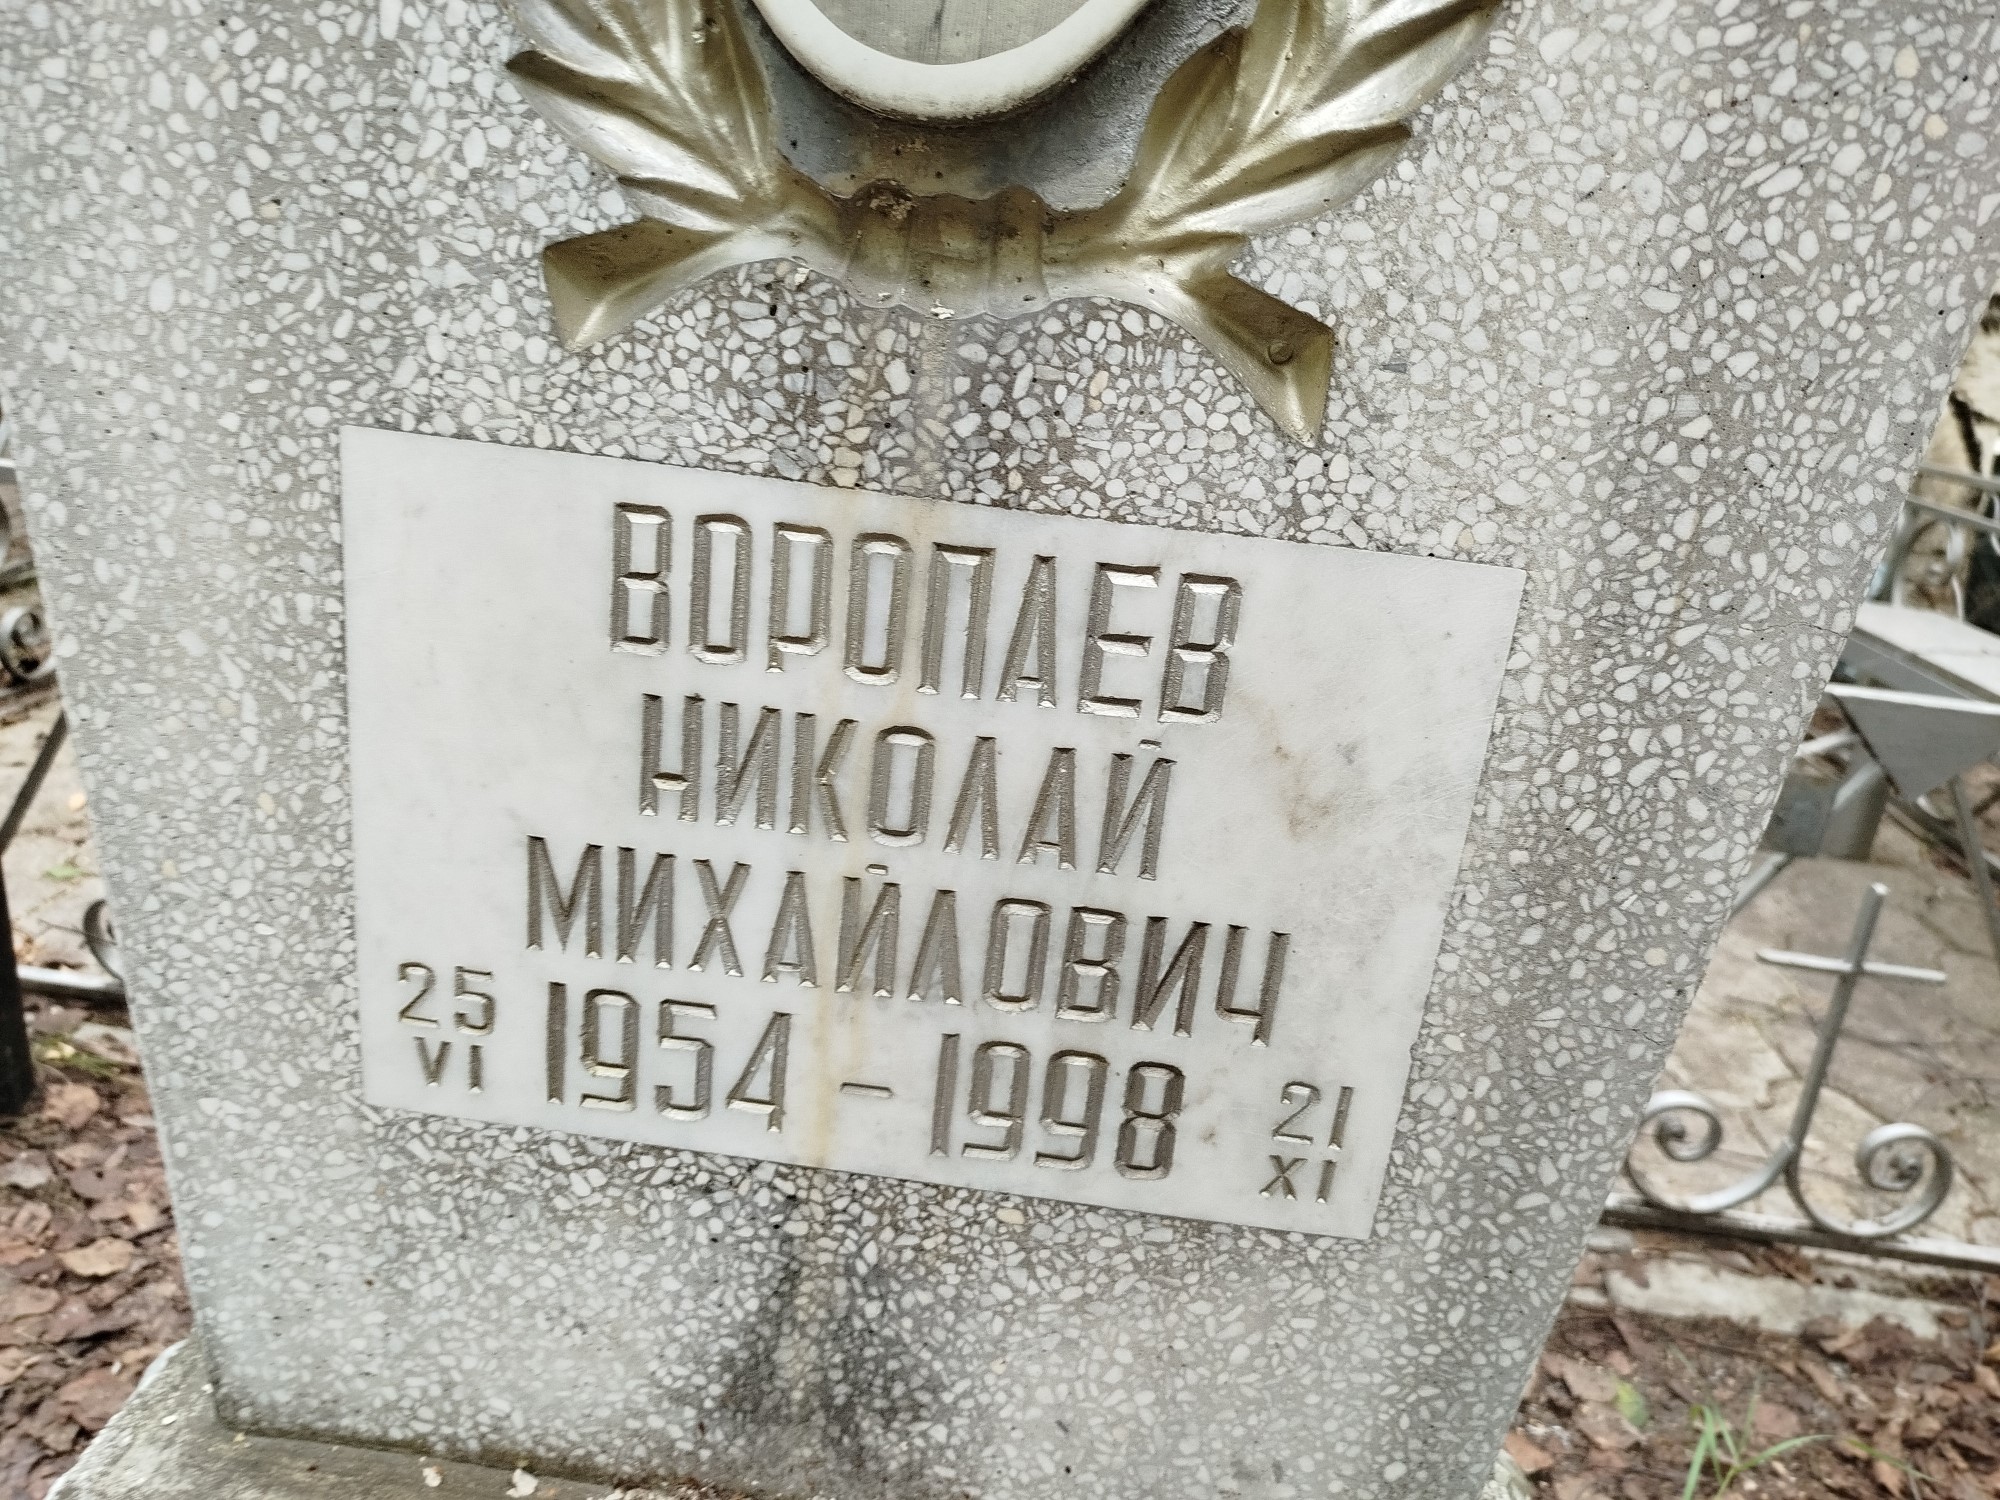 ВОРОПАЕВ
НИКОЛАЙ
МИХАЙЛОВИЧ
25 1954 – 1998 21
VI XI